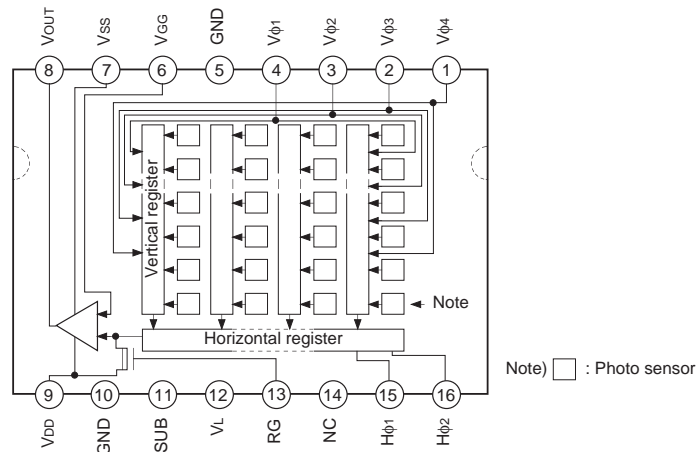 VOUT VSS VGG GND Vϕ1 Vϕ2 Vϕ3 Vϕ4
8 7 6 5 4 3 2 1
Vertical register
Note
Horizontal register
Note) : Photo sensor
9 10 11 12 13 14 15 16
VDD GND SUB VL RG NC Hϕ1 Hϕ2